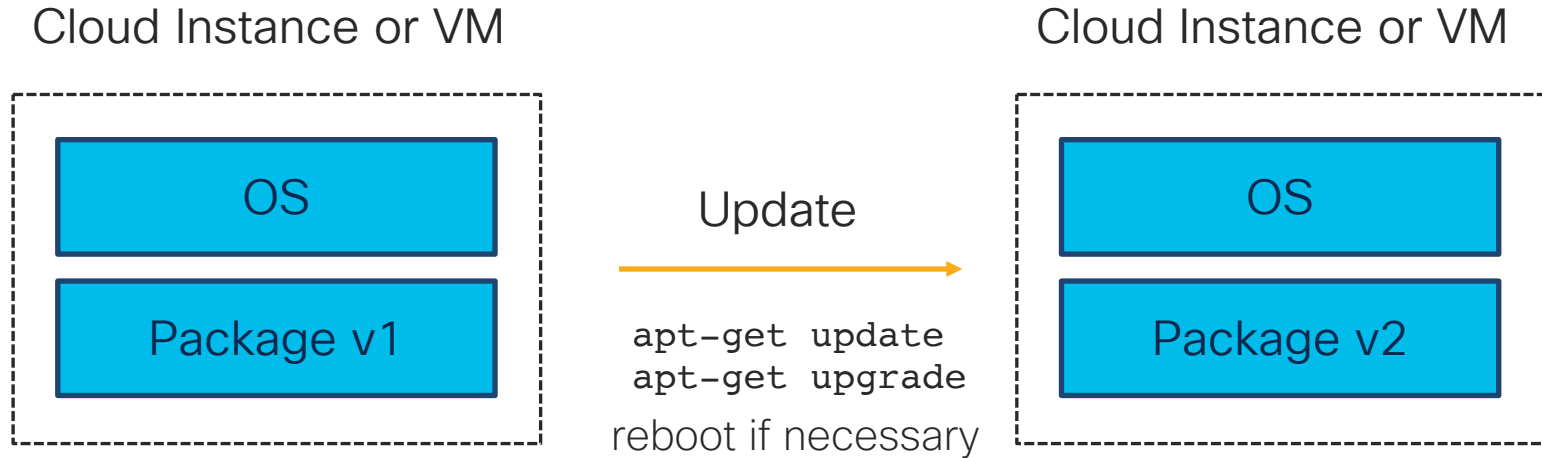 Cloud Instance or VM
OS
Package v1
Update
apt-get update
apt-get upgrade
reboot if necessary
Cloud Instance or VM
OS
Package v2